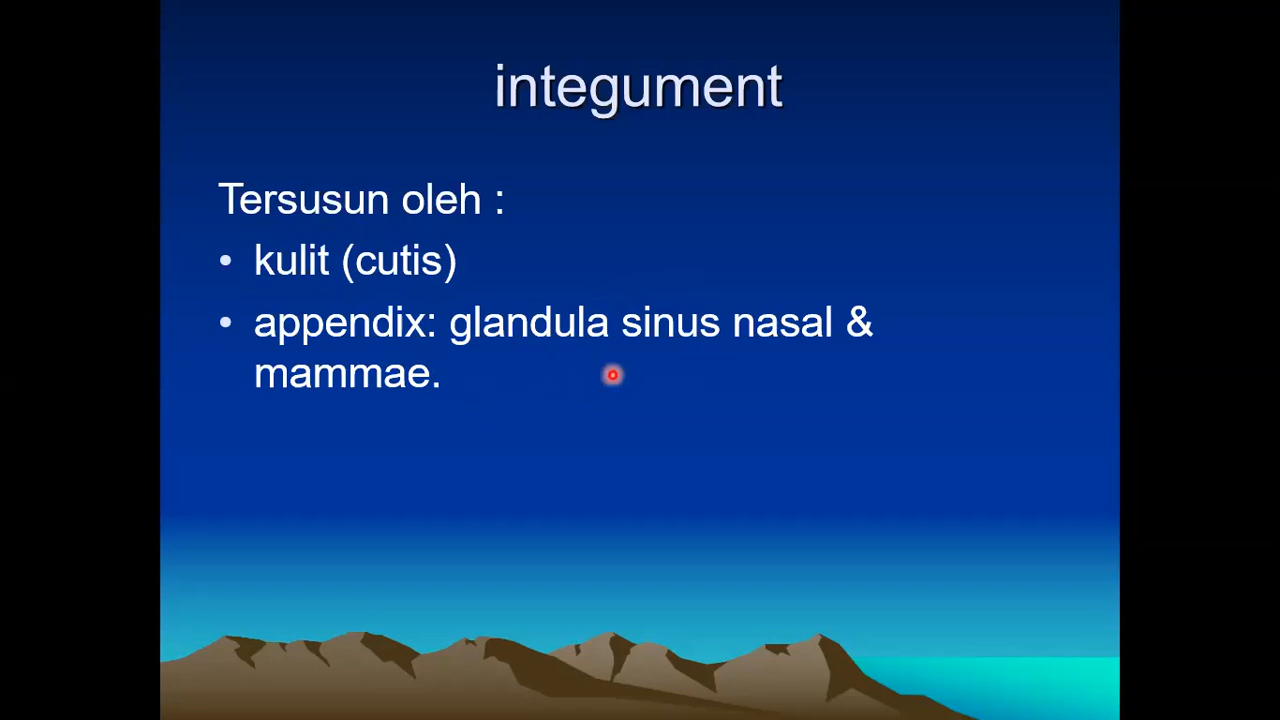 integument
Tersusun oleh :
• kulit (cutis)
• appendix: glandula sinus nasal &
mammae.